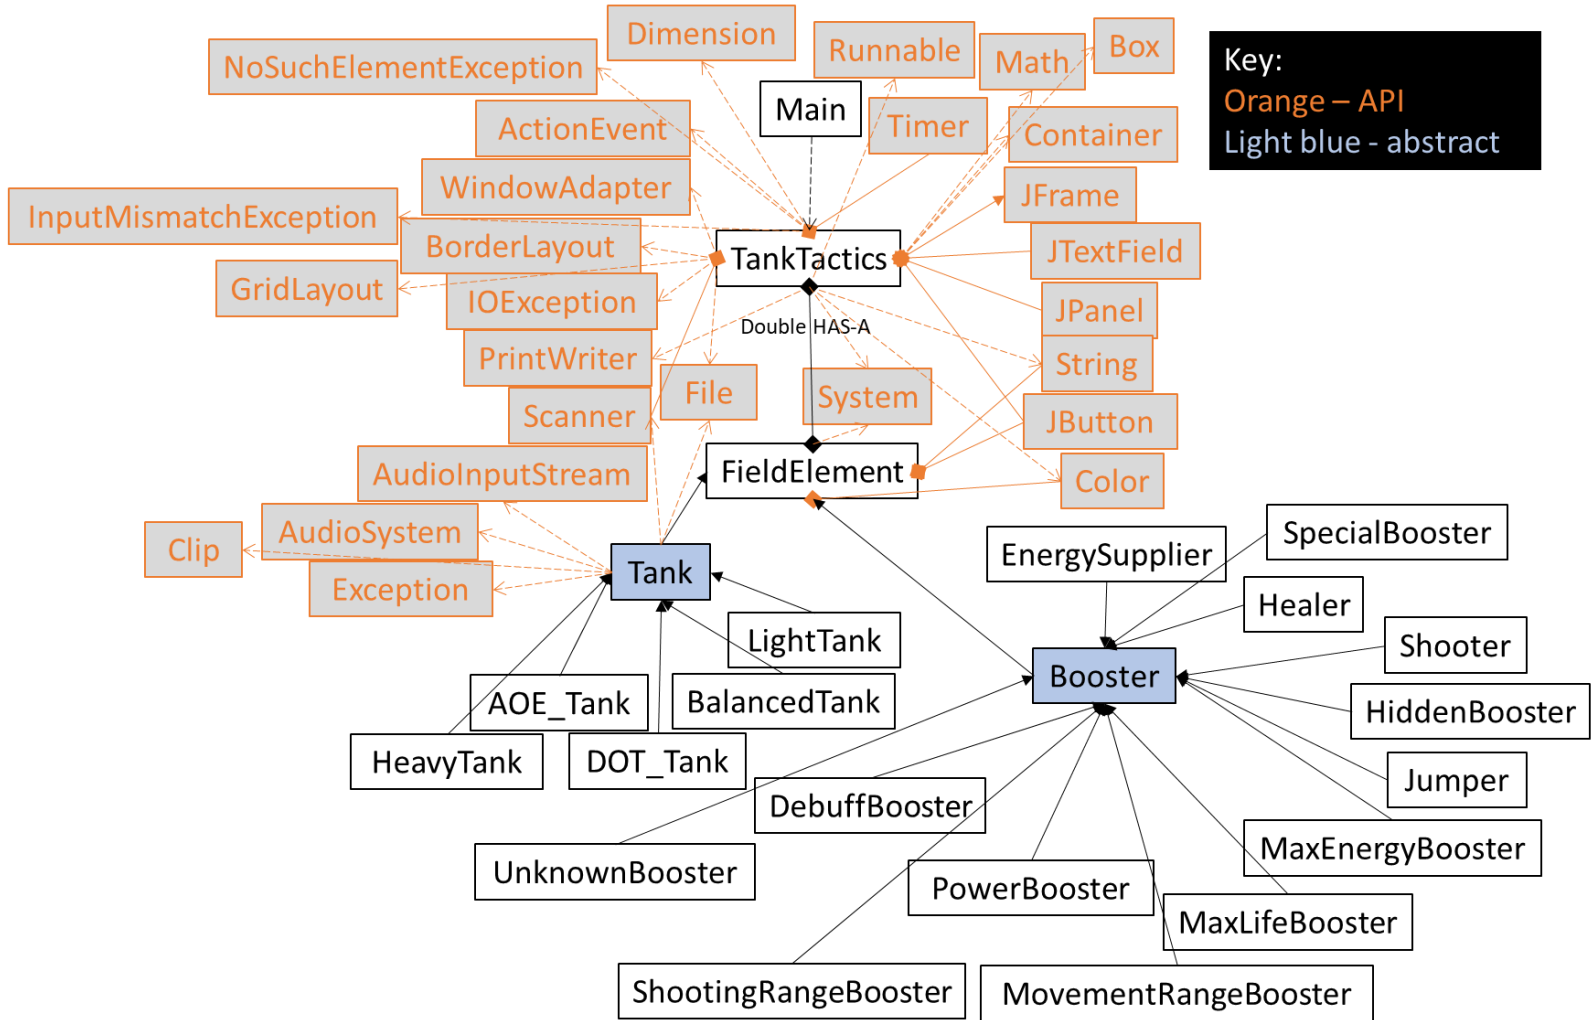 Dimension
Box
Key:
Orange – API
Light blue - abstract
NoSuchElementException
Runnable
Math
Main
ActionEvent
Timer
Container
WindowAdapter
JFrame
InputMismatchException
BorderLayout
TankTactics
JTextField
GridLayout
IOException
JPanel
Double HAS-A
PrintWriter
String
File
System
Scanner
JButton
AudioInputStream
FieldElement
Color
AudioSystem
SpecialBooster
Clip
EnergySupplier
Exception
Tank
Healer
LightTank
Shooter
Booster
AOE_Tank
BalancedTank
HiddenBooster
HeavyTank
DOT_Tank
Jumper
DebuffBooster
MaxEnergyBooster
UnknownBooster
PowerBooster
MaxLifeBooster
ShootingRangeBooster
MovementRangeBooster